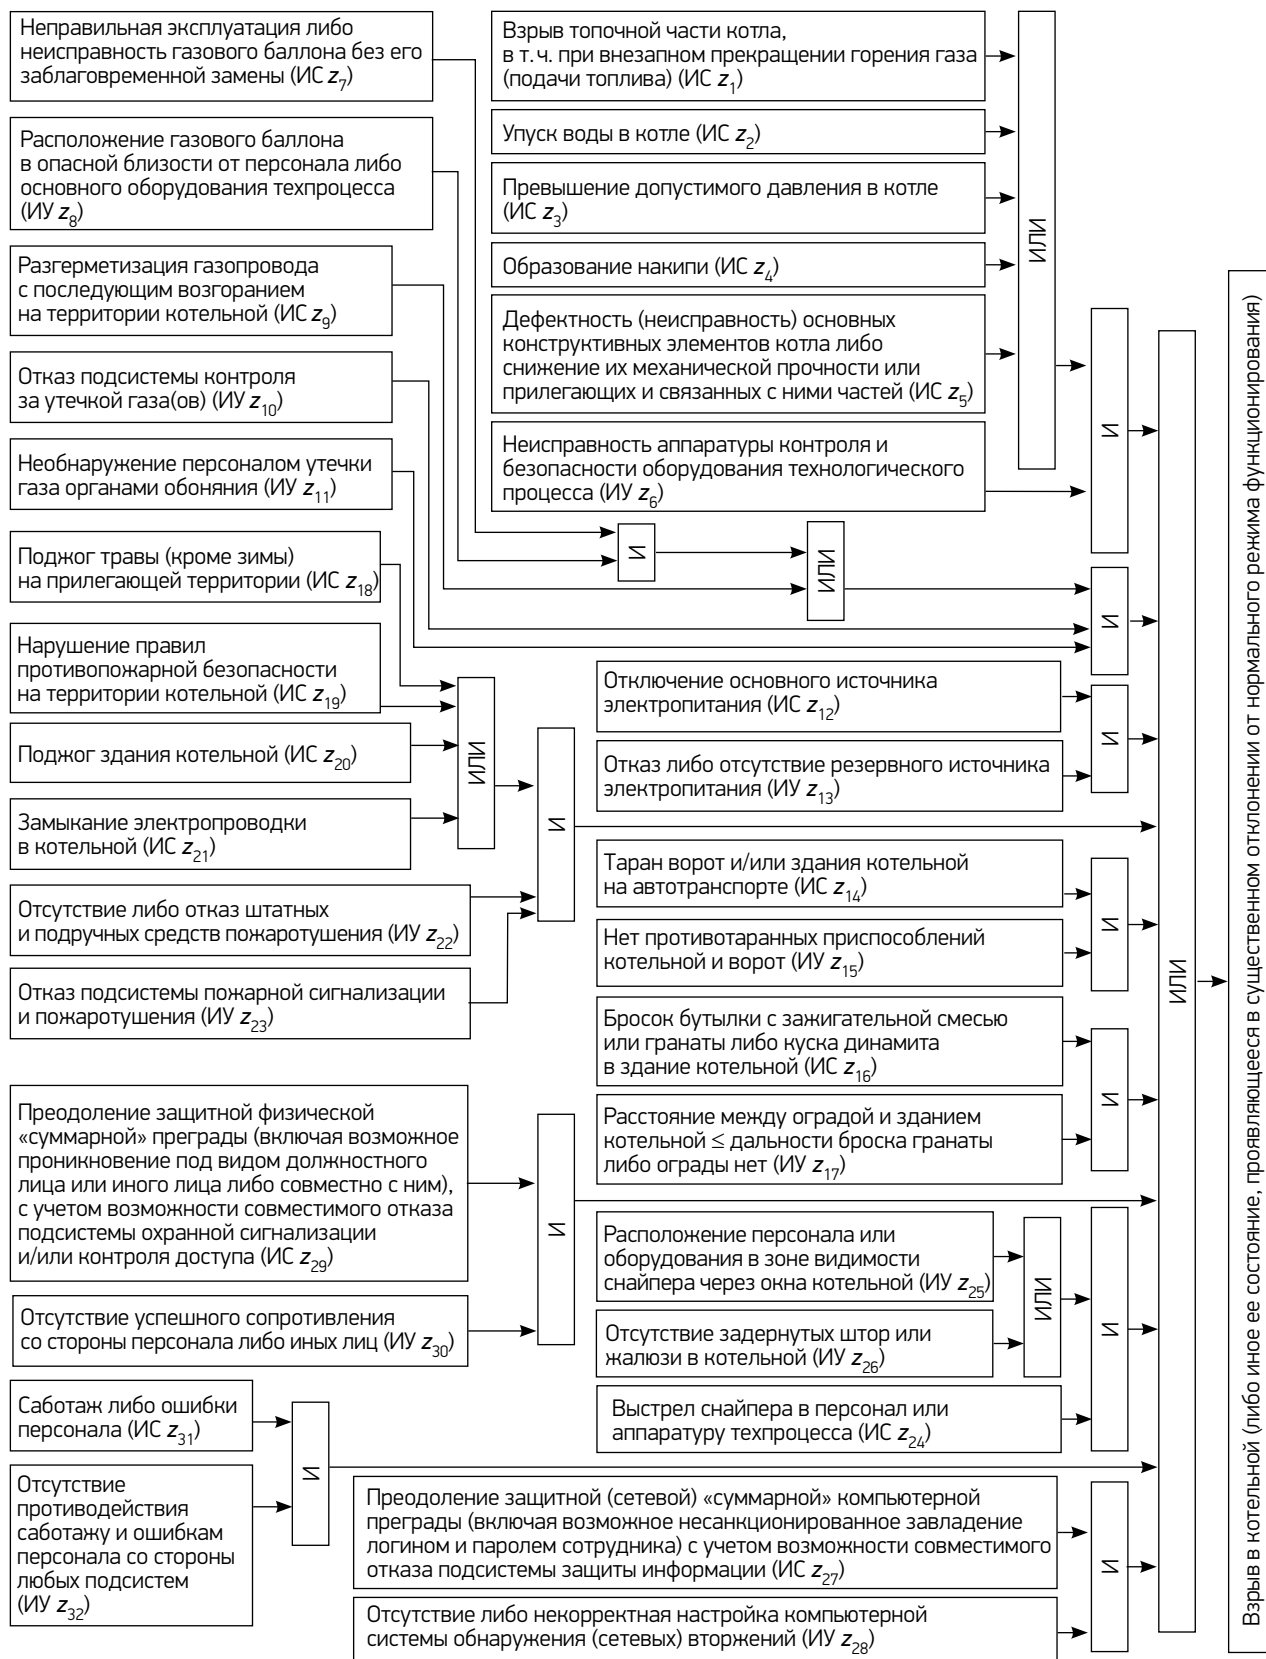 Неправильная эксплуатация либо
неисправность газового баллона без его
заблаговременной замены (ИС z7)
Расположение газового баллона
в опасной близости от персонала либо
основного оборудования техпроцесса
(ИУ z8)
Разгерметизация газопровода
с последующим возгоранием
на территории котельной (ИС z9)
Отказ подсистемы контроля
за утечкой газа(ов) (ИУ z10)
Необнаружение персоналом утечки
газа органами обоняния (ИУ z11)
Поджог травы (кроме зимы)
на прилегающей территории (ИС z18)
Нарушение правил
противопожарной безопасности
на территории котельной (ИС z19)
Поджог здания котельной (ИС z20)
Замыкание электропроводки
в котельной (ИС z21)
Отсутствие либо отказ штатных
и подручных средств пожаротушения (ИУ z22)
Отказ подсистемы пожарной сигнализации
и пожаротушения (ИУ z23)
Преодоление защитной физической
«суммарной» преграды (включая возможное
проникновение под видом должностного
лица или иного лица либо совместно с ним),
с учетом возможности совместимого отказа
подсистемы охранной сигнализации
и/или контроля доступа (ИС z29)
Отсутствие успешного сопротивления
со стороны персонала либо иных лиц (ИУ z30)
Саботаж либо ошибки
персонала (ИС z31)
Отсутствие
противодействия
саботажу и ошибкам
персонала со стороны
любых подсистем
(ИУ z32)
Взрыв топочной части котла,
в т. ч. при внезапном прекращении горения газа
(подачи топлива) (ИС z1)
Упуск воды в котле (ИС z2)
Превышение допустимого давления в котле
(ИС z3)
Образование накипи (ИС z4)
Дефектность (неисправность) основных
конструктивных элементов котла либо
снижение их механической прочности или
прилегающих и связанных с ними частей (ИС z5)
Неисправность аппаратуры контроля и
безопасности оборудования технологического
процесса (ИУ z6)
Отключение основного источника
электропитания (ИС z12)
Отказ либо отсутствие резервного источника
электропитания (ИУ z13)
Таран ворот и/или здания котельной
на автотранспорте (ИС z14)
Нет противотаранных приспособлений
котельной и ворот (ИУ z15)
Бросок бутылки с зажигательной смесью
или гранаты либо куска динамита
в здание котельной (ИС z16)
Расстояние между оградой и зданием
котельной ≤ дальности броска гранаты
либо ограды нет (ИУ z17)
Расположение персонала или
оборудования в зоне видимости
снайпера через окна котельной (ИУ z25)
Отсутствие задернутых штор или
жалюзи в котельной (ИУ z26)
Выстрел снайпера в персонал или
аппаратуру техпроцесса (ИС z24)
Преодоление защитной (сетевой) «суммарной» компьютерной
преграды (включая возможное несанкционированное завладение
логином и паролем сотрудника) с учетом возможности совместимого
отказа подсистемы защиты информации (ИС z27)
Отсутствие либо некорректная настройка компьютерной
системы обнаружения (сетевых) вторжений (ИУ z28)
ИЛИ
И
И
ИЛИ
И
ИЛИ
И
И
И
И
И
ИЛИ
И
И
И
ИЛИ
Взрыв в котельной (либо иное ее состояние, проявляющееся в существенном отклонении от нормального режима функционирования)